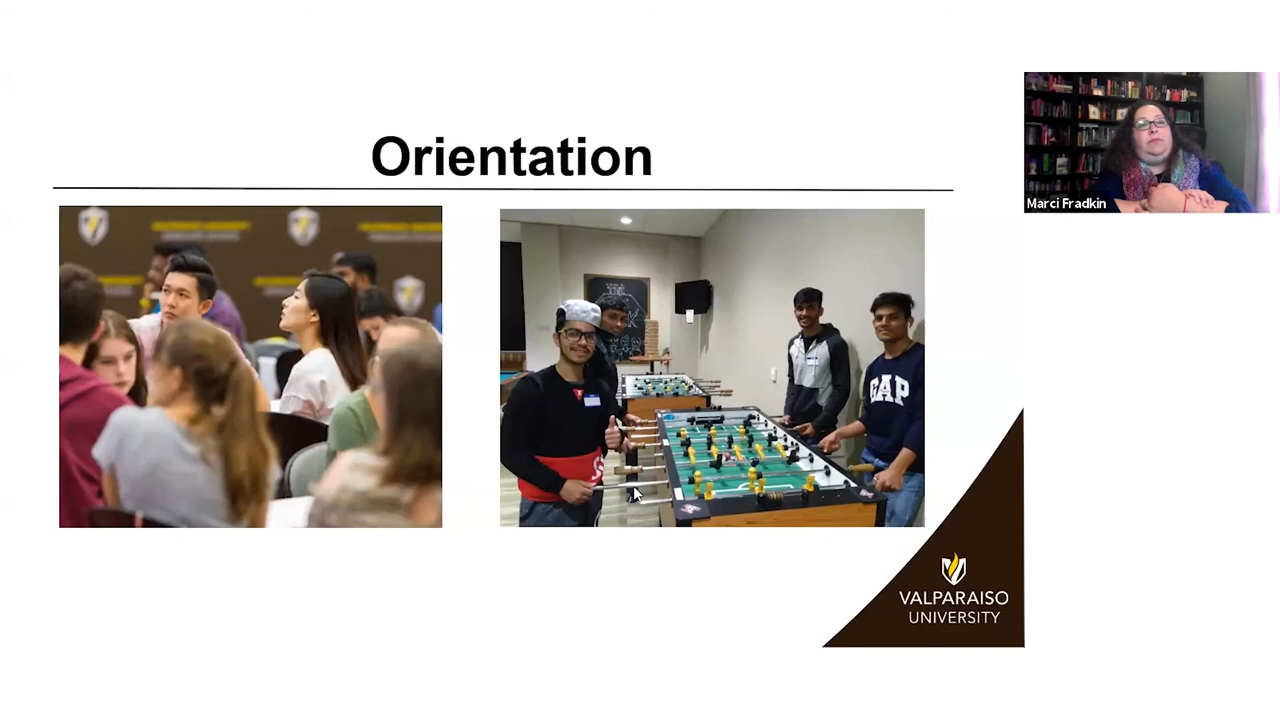 Orientation
Marci Fradkin
GAP
VALPARAISO
UNIVERSITY